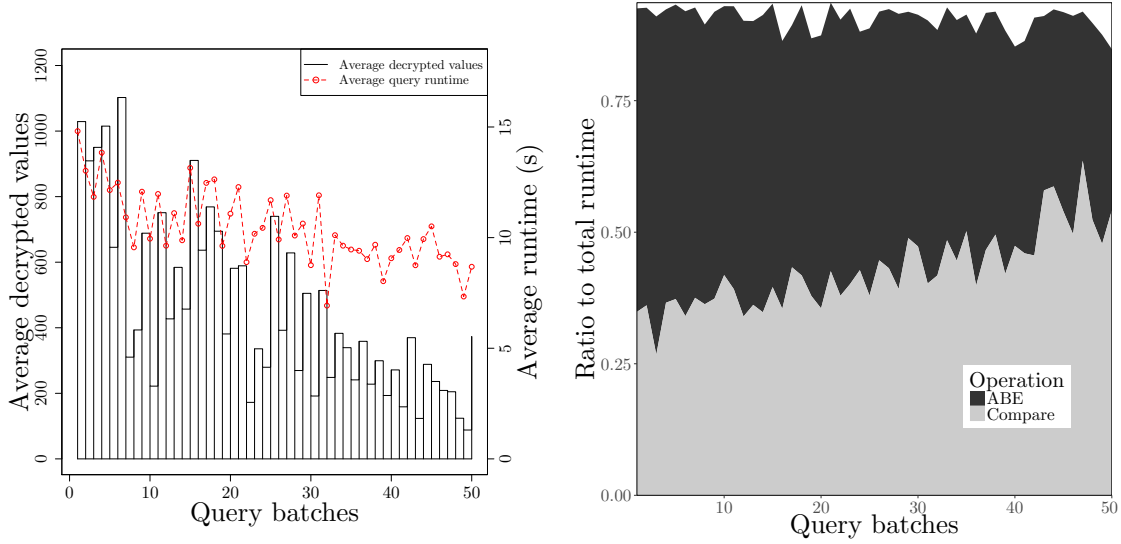 Average decrypted values
Average query runtime
Average decrypted values
0
200
400
600
800
1000
1200
Average runtime (s)
0
5
10
15
0
10
20
30
40
50
Query batches
Ratio to total runtime
0.75
0.50
0.25
0.00
Operation
ABE
Compare
10
20
30
40
50
Query batches